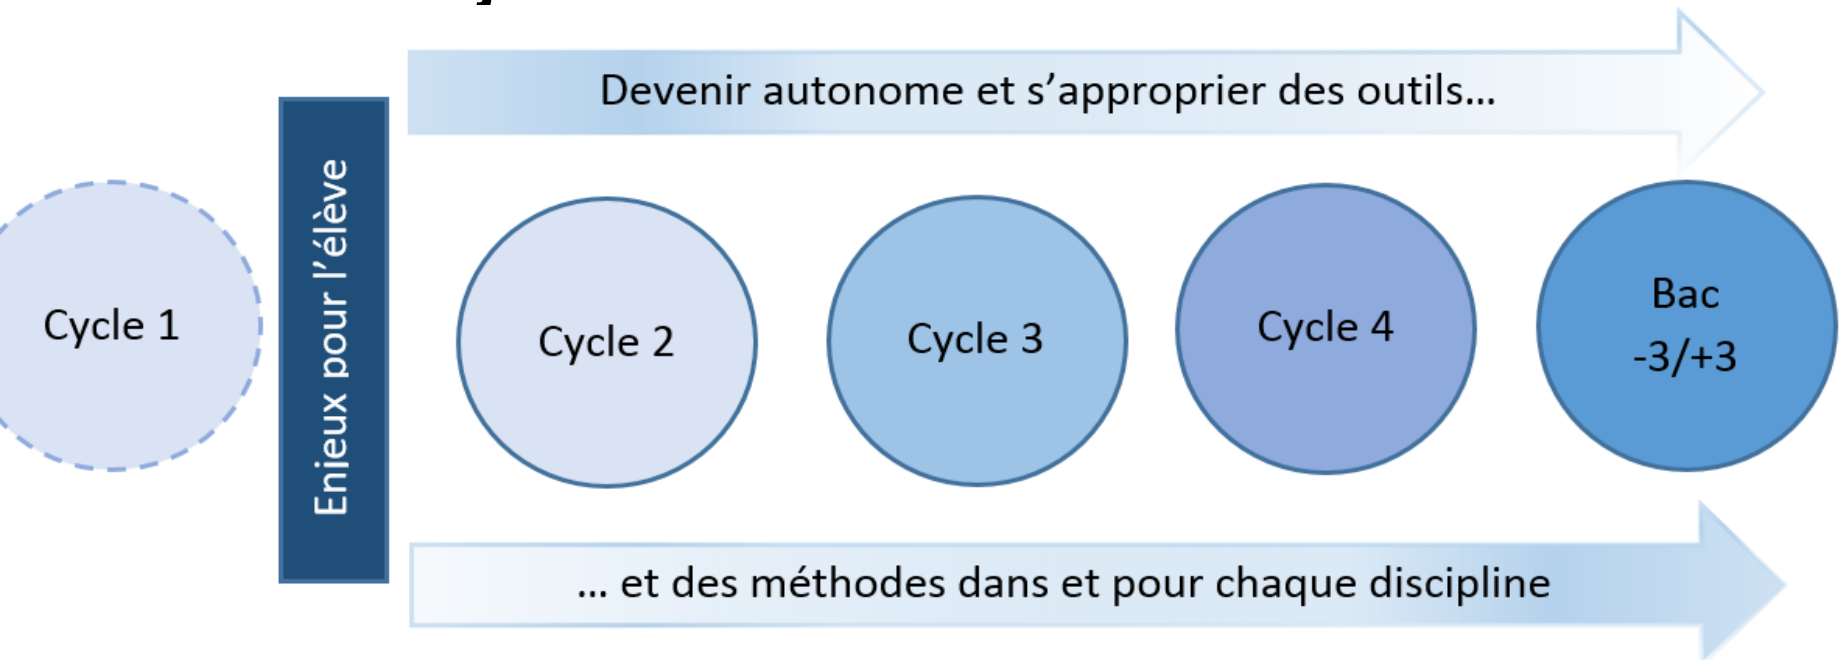 Devenir autonome et s’approprier des outils...
Cycle 1
Enieux pour l’élève
Cycle 2
Cycle 3
Cycle 4
Bac
-3/+3
... et des méthodes dans et pour chaque discipline